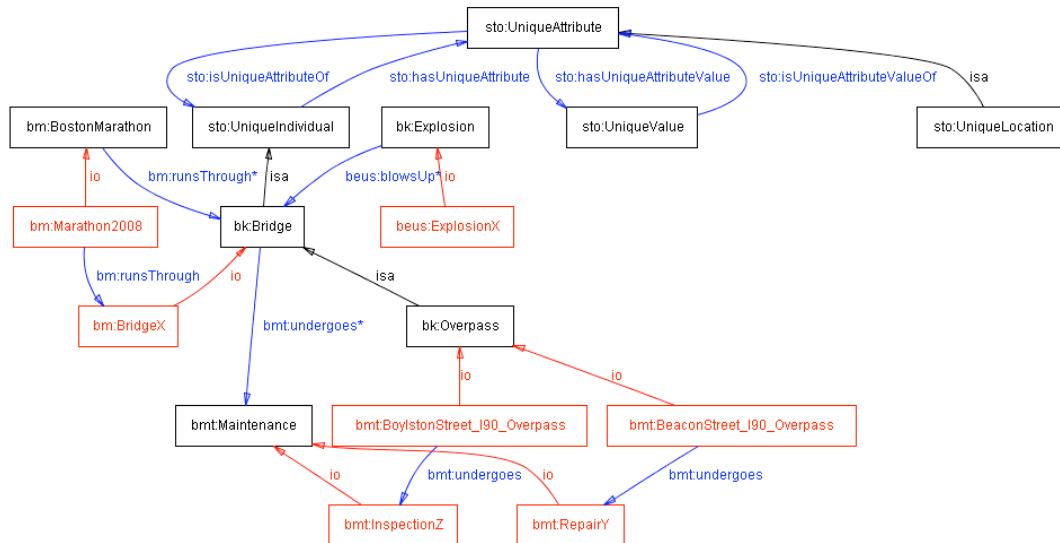 sto:UniqueAttribute
sto:isUniqueAttributeOf
sto:hasUniqueAttribute
sto:hasUniqueAttributeValue
sto:isUniqueAttributeValueOf
isa
bm:BostonMarathon
sto:UniqueIndividual
bk:Explosion
sto:UniqueValue
sto:UniqueLocation
io
bm:runsThrough*
isa
beus:blowsUp*
io
bm:Marathon2008
bk:Bridge
beus:ExplosionX
bm:runsThrough
io
isa
bm:BridgeX
bmt:undergoes*
bk:Overpass
io
io
bmt:Maintenance
bmt:BoylstonStreet_I90_Overpass
bmt:BeaconStreet_I90_Overpass
io
bmt:undergoes
io
bmt:undergoes
bmt:InspectionZ
bmt:RepairY